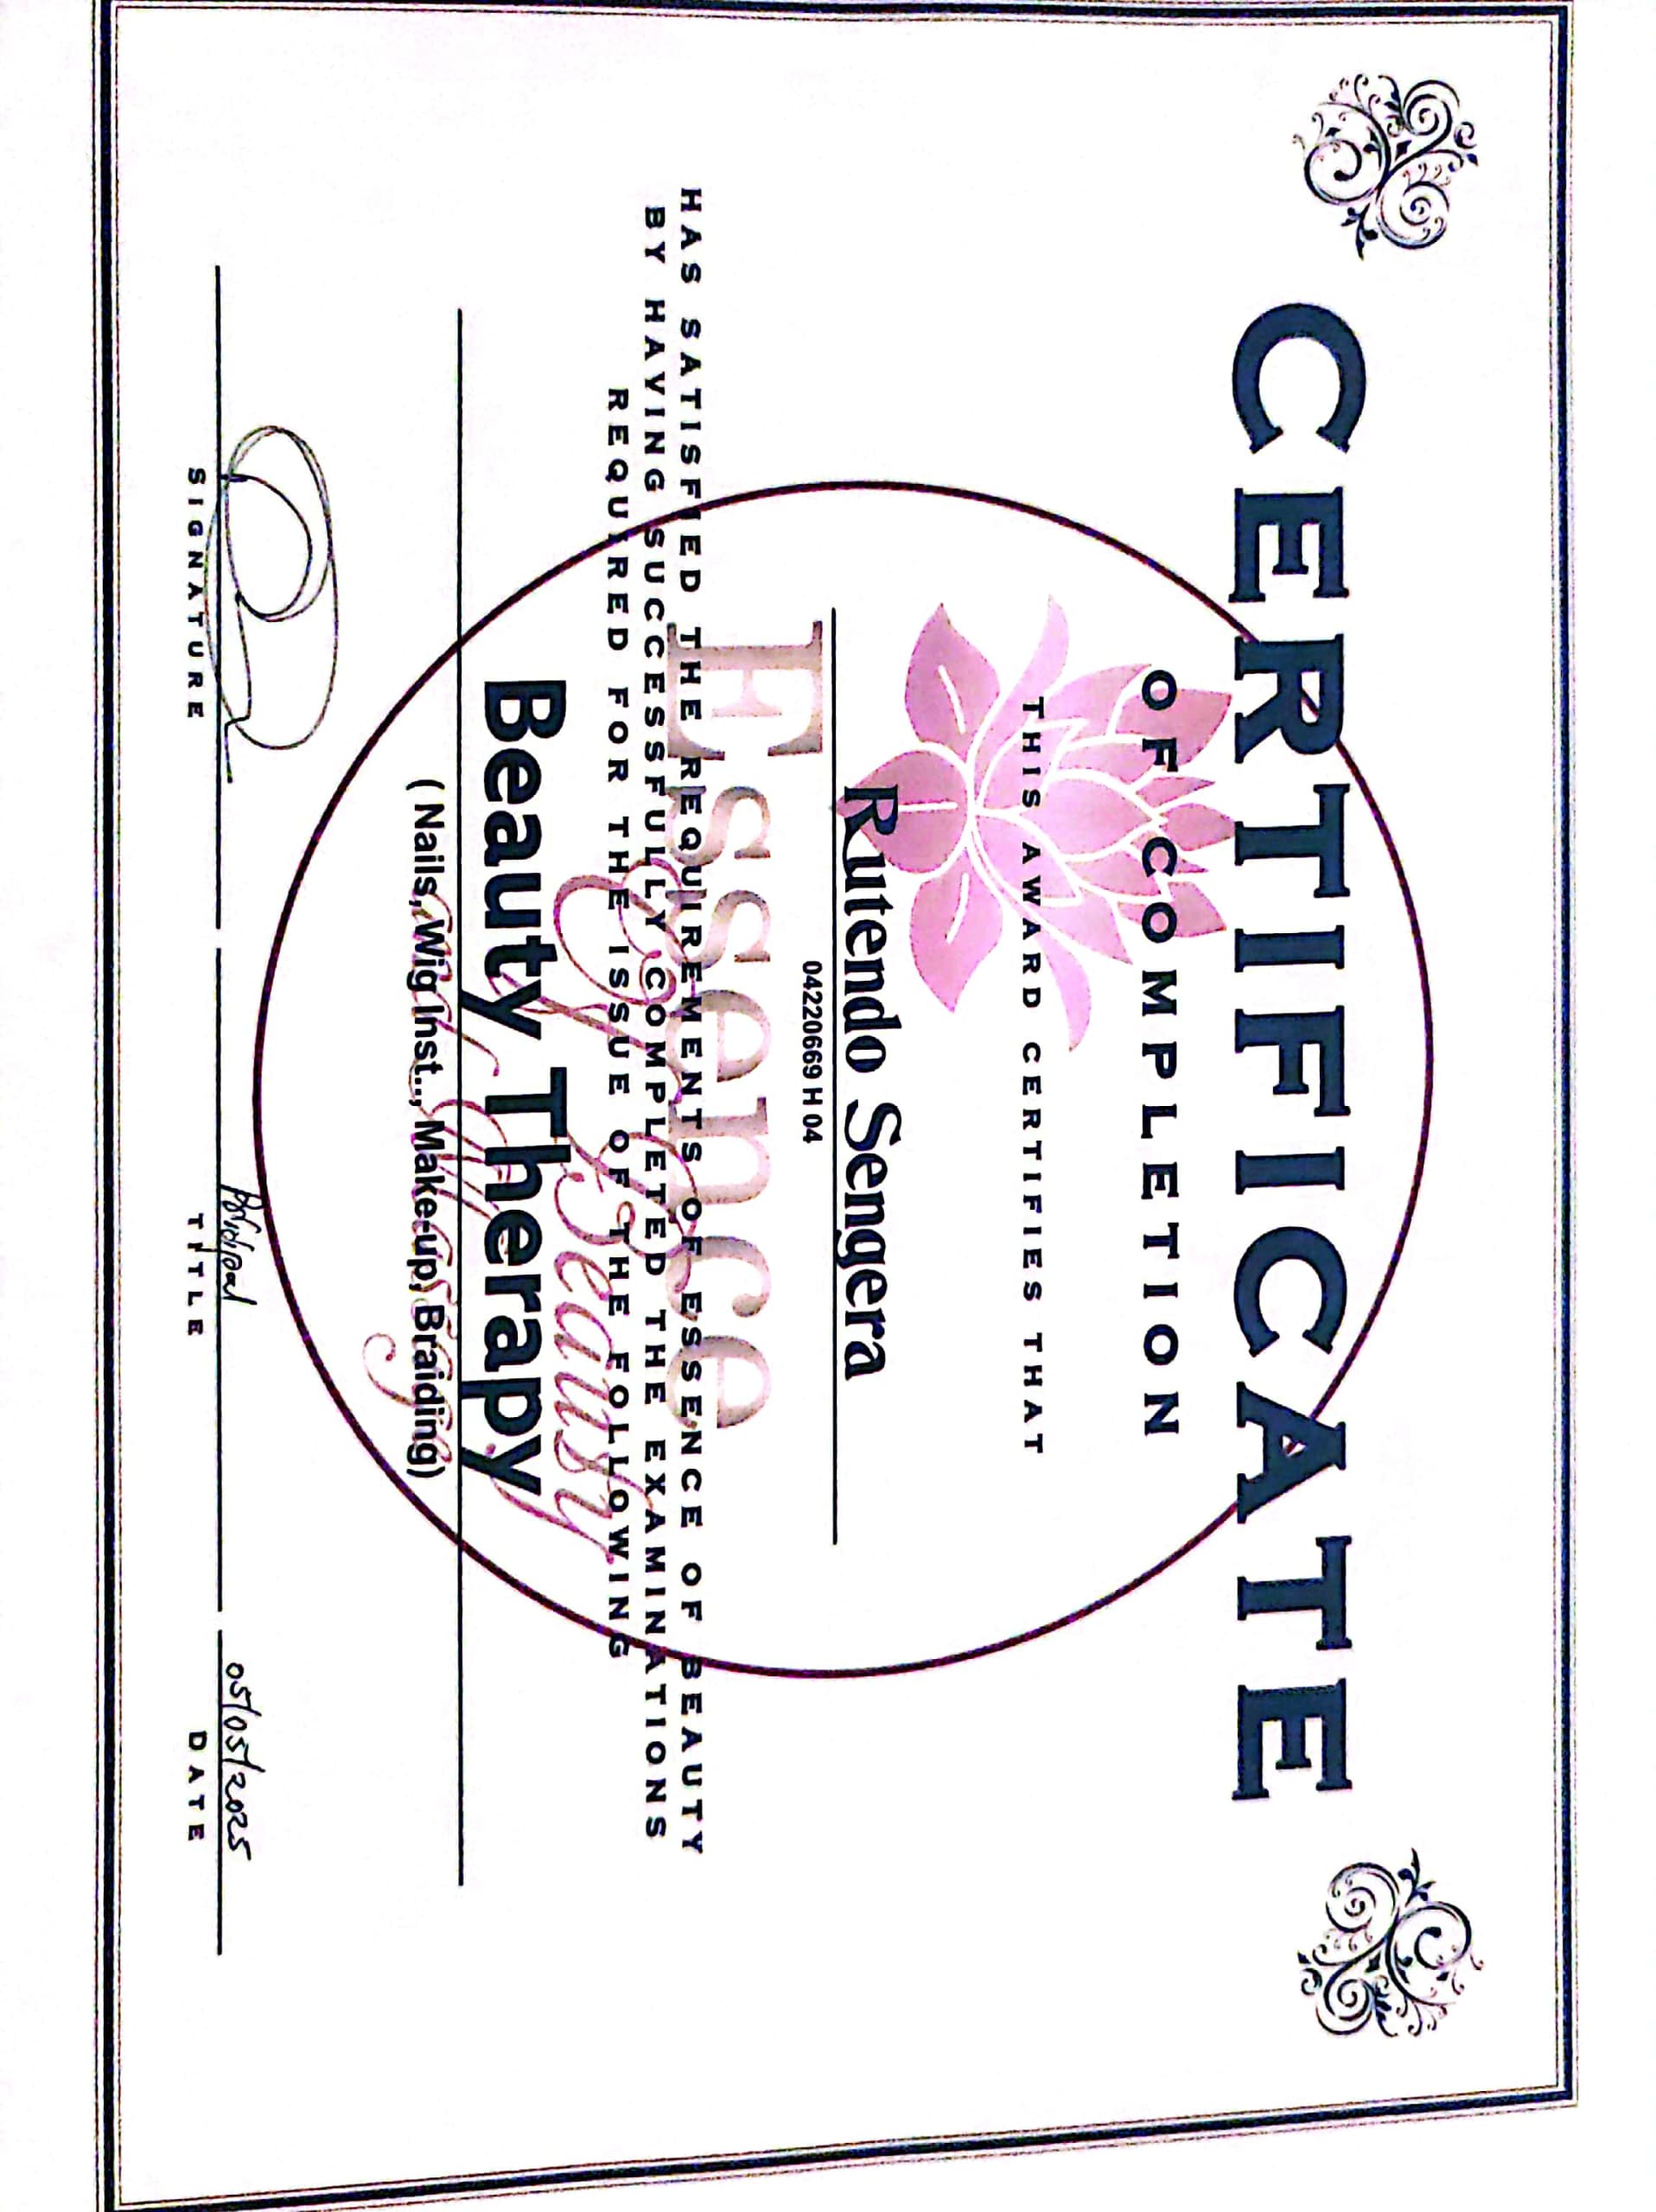 CERTIFICATE
OF COMPLETION
THIS AWARD CERTIFIES THAT
Rutendo Sengera
04220669 H 04
Essence
HAS SATISFIED THE REQUIREMENTS OF ESSENCE OF BEAUTY
BY HAVING SUCCESSFULLY COMPLETED THE EXAMINATIONS
REQUIRED FOR THE ISSUE OF THE FOLLOWING
Of Beauty
Beauty Therapy
( Nails, Wig Inst.., Make-up, Braiding)
Principal
05/05/2025
SIGNATURE
TITLE
DATE